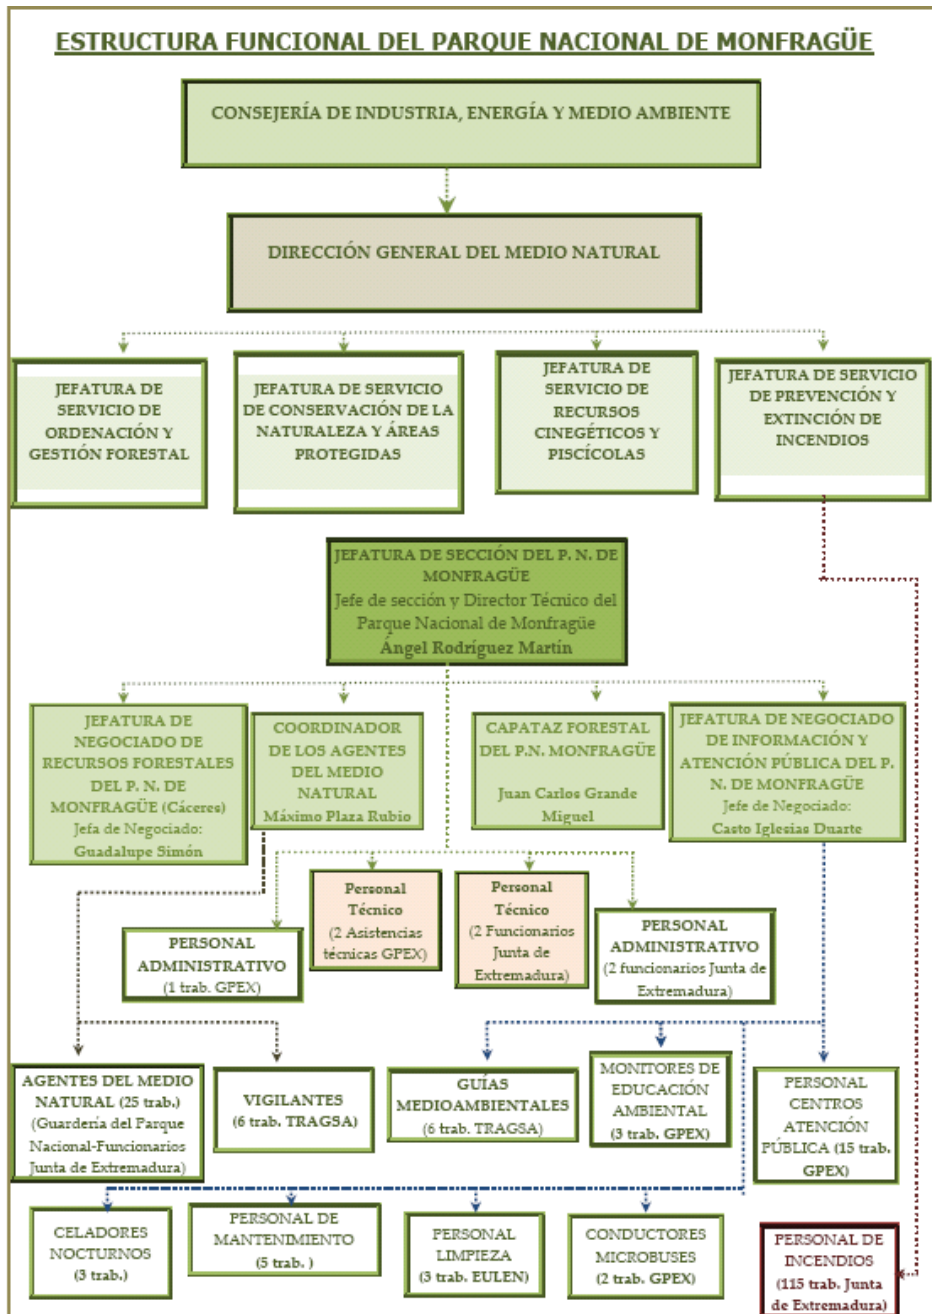 ESTRUCTURA FUNCIONAL DEL PARQUE NACIONAL DE MONFRAGÜE
CONSEJERÍA DE INDUSTRIA, ENERGÍA Y MEDIO AMBIENTE
DIRECCIÓN GENERAL DEL MEDIO NATURAL
JEFATURA DE
SERVICIO DE
ORDENACIÓN Y
GESTIÓN FORESTAL
JEFATURA DE SERVICIO
DE CONSERVACIÓN DE LA
NATURALEZA Y ÁREAS
PROTEGIDAS
JEFATURA DE
SERVICIO DE
RECURSOS
CINEGÉTICOS Y
PISCÍCOLAS
JEFATURA DE SERVICIO
DE PREVENCIÓN Y
EXTINCIÓN DE
INCENDIOS
JEFATURA DE SECCIÓN DEL P. N. DE
MONFRAGÜE
Jefe de sección y Director Técnico del
Parque Nacional de Monfragüe
Ángel Rodríguez Martín
JEFATURA DE
NEGOCIADO DE
RECURSOS FORESTALES
DEL P. N. DE
MONFRAGÜE (Cáceres)
Jefa de Negociado:
Guadalupe Simón
COORDINADOR
DE LOS AGENTES
DEL MEDIO
NATURAL
Máximo Plaza Rubio
CAPATAZ FORESTAL
DEL P.N. MONFRAGÜE
Juan Carlos Grande
Miguel
JEFATURA DE NEGOCIADO
DE INFORMACIÓN Y
ATENCIÓN PÚBLICA DEL P.
N. DE MONFRAGÜE
Jefe de Negociado:
Casto Iglesias Duarte
PERSONAL
ADMINISTRATIVO
(1 trab. GPEX)
Personal
Técnico
(2 Asistencias
técnicas GPEX)
Personal
Técnico
(2 Funcionarios
Junta de
Extremadura)
PERSONAL
ADMINISTRATIVO
(2 funcionarios Junta de
Extremadura)
AGENTES DEL MEDIO
NATURAL (25 trab.)
(Guardería del Parque
Nacional-Funcionarios
Junta de Extremadura)
VIGILANTES
(6 trab. TRAGSA)
GUÍAS
MEDIOAMBIENTALES
(6 trab. TRAGSA)
MONITORES DE
EDUCACIÓN
AMBIENTAL
(3 trab. GPEX)
PERSONAL
CENTROS
ATENCIÓN
PÚBLICA (15 trab.
GPEX)
CELADORES
NOCTURNOS
(3 trab.)
PERSONAL DE
MANTENIMIENTO
(5 trab. )
PERSONAL
LIMPIEZA
(3 trab. EULEN)
CONDUCTORES
MICROBUSES
(2 trab. GPEX)
PERSONAL DE
INCENDIOS
(115 trab. Junta
de Extremadura)